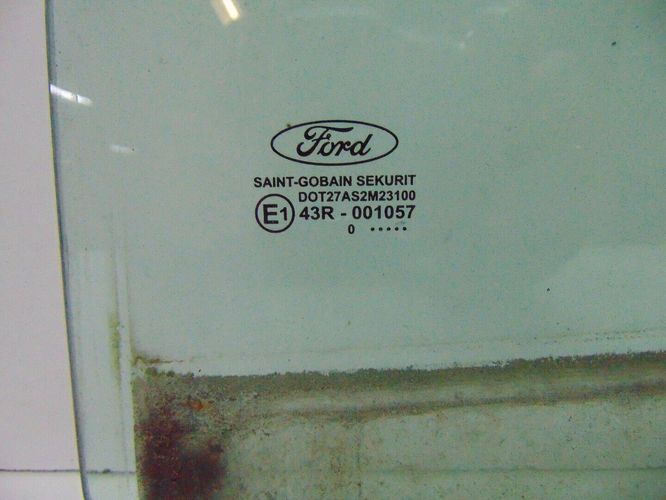 Ford
SAINT-GOBAIN SEKURIT
DOT27AS2M23100
E1 43R - 001057
0 •••••